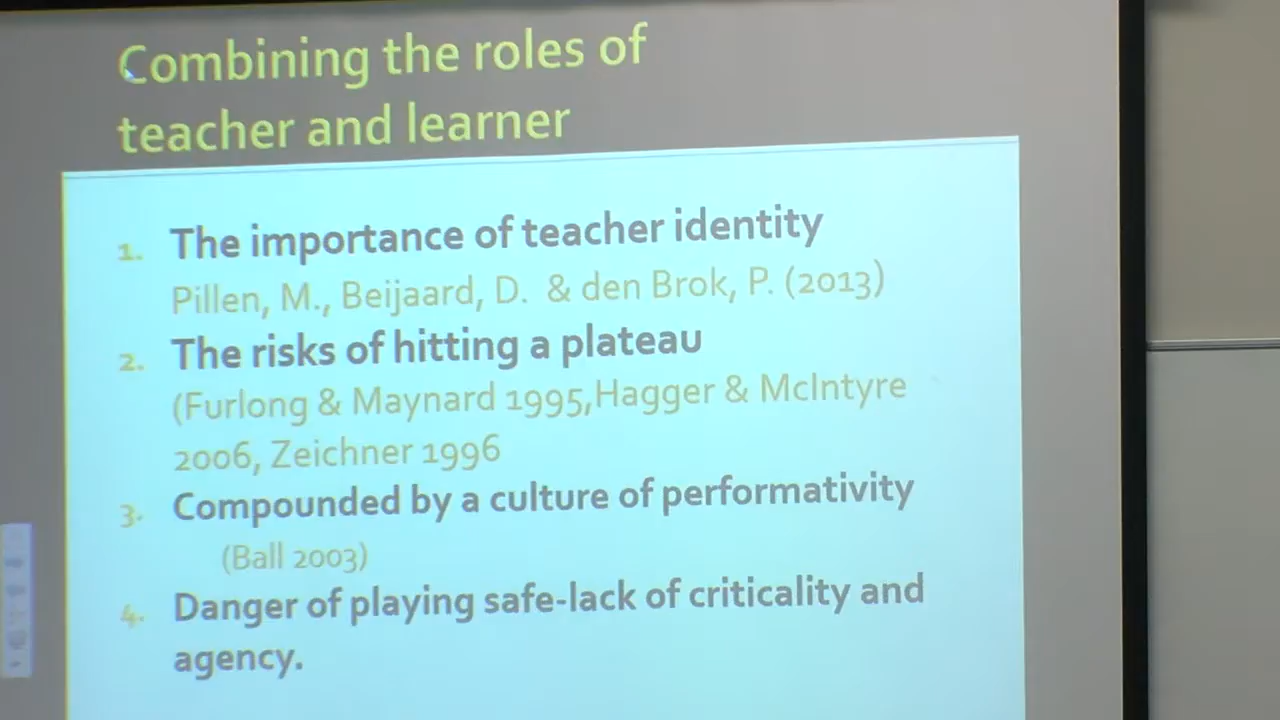 Combining the roles of
teacher and learner
1. The importance of teacher identity
Pillen, M., Beijaard, D. & den Brok, P. (2013)
2. The risks of hitting a plateau
(Furlong & Maynard 1995,Hagger & McIntyre
2006, Zeichner 1996
3. Compounded by a culture of performativity
(Ball 2003)
4. Danger of playing safe-lack of criticality and
agency.